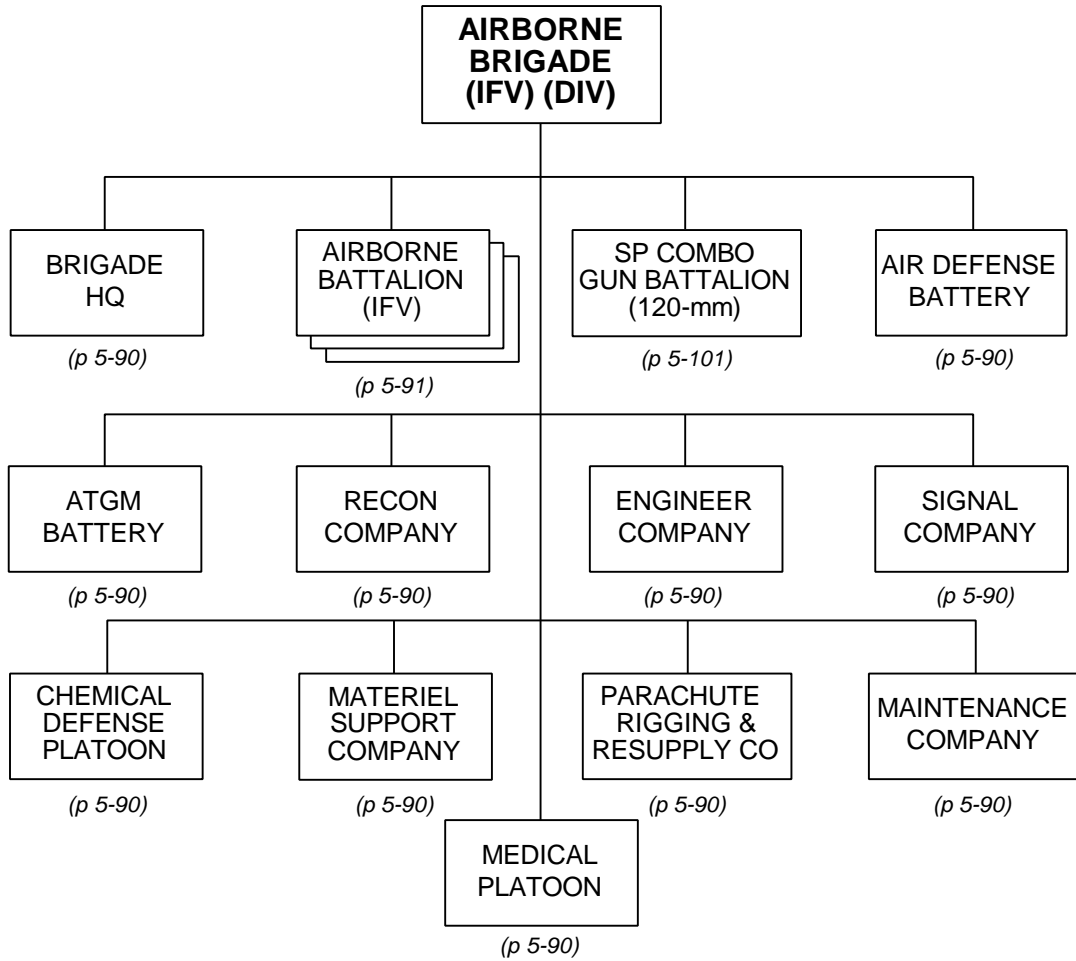 AIRBORNE
BRIGADE
(IFV) (DIV)
BRIGADE
HQ
(p 5-90)
AIRBORNE
BATTALION
(IFV)
(p 5-91)
SP COMBO
GUN BATTALION
(120-mm)
(p 5-101)
AIR DEFENSE
BATTERY
(p 5-90)
ATGM
BATTERY
(p 5-90)
RECON
COMPANY
(p 5-90)
ENGINEER
COMPANY
(p 5-90)
SIGNAL
COMPANY
(p 5-90)
CHEMICAL
DEFENSE
PLATOON
(p 5-90)
MATERIEL
SUPPORT
COMPANY
(p 5-90)
PARACHUTE
RIGGING &
RESUPPLY CO
(p 5-90)
MAINTENANCE
COMPANY
(p 5-90)
MEDICAL
PLATOON
(p 5-90)